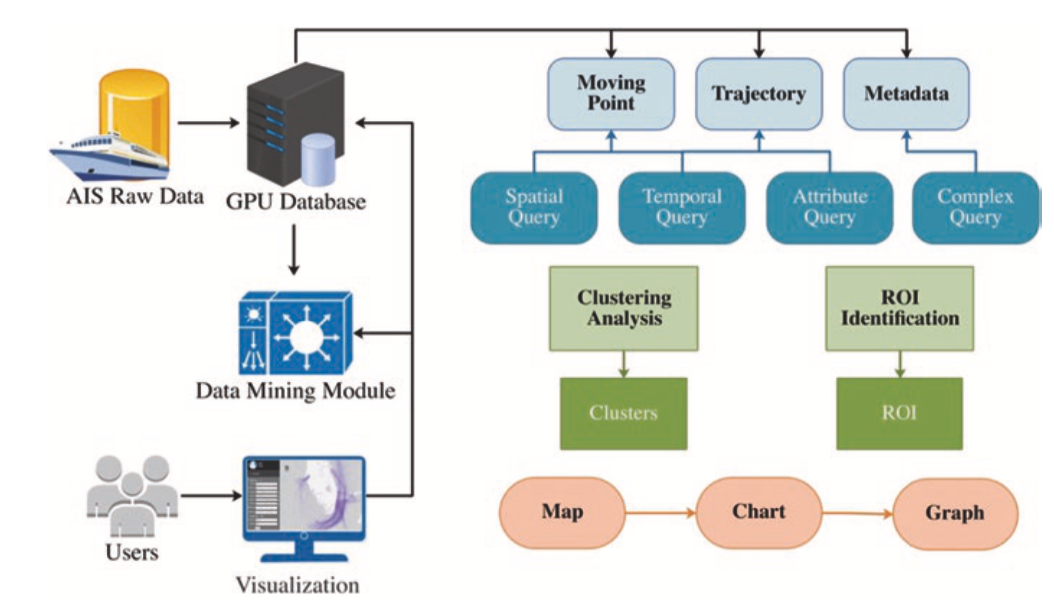 Moving
Point
Trajectory
Metadata
AIS Raw Data
GPU Database
Spatial
Query
Temporal
Query
Attribute
Query
Complex
Query
Clustering
Analysis
ROI
Identification
Data Mining Module
Clusters
ROI
Map
Chart
Graph
Users
Visualization